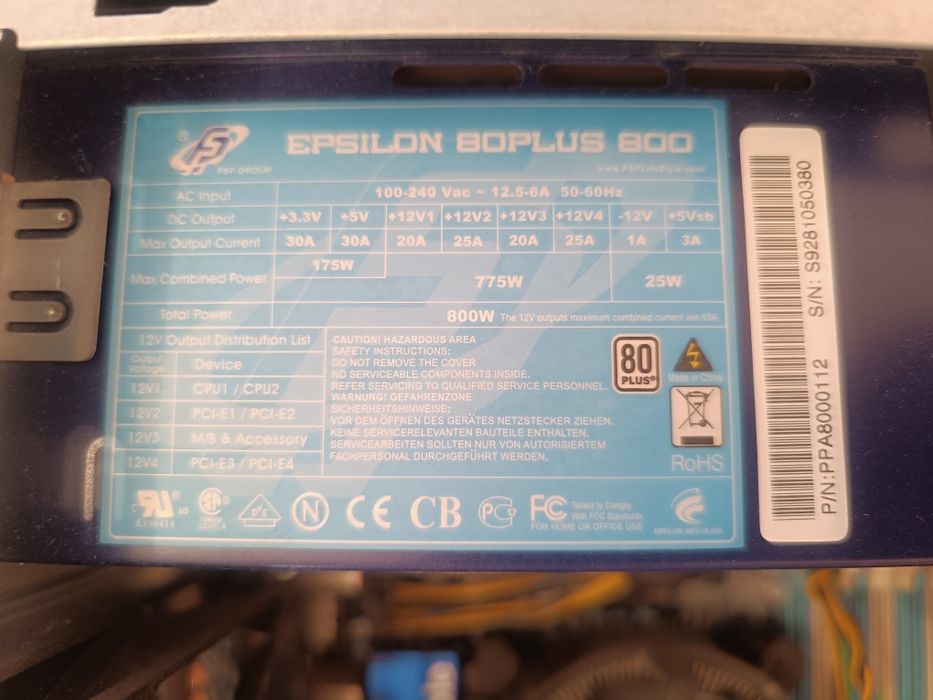 FSP GROUP
EPSILON 80PLUS 800
www.FSPLifeStyle.com
AC Input 100-240 Vac ~ 12.5-6A 50-60Hz
DC Output +3.3V +5V +12V1 +12V2 +12V3 +12V4 -12V +5Vsb
Max Output Current 30A 30A 20A 25A 20A 25A 1A 3A
Max Combined Power 175W 775W 25W
Total Power 800W The 12V outputs maximum combined current are 63A
12V Output Distribution List
Output Voltage Device
12V1 CPU1 / CPU2
12V2 PCI-E1 / PCI-E2
12V3 M/B & Accessory
12V4 PCI-E3 / PCI-E4
CAUTION! HAZARDOUS AREA
SAFETY INSTRUCTIONS:
DO NOT REMOVE THE COVER
NO SERVICEABLE COMPONENTS INSIDE.
REFER SERVICING TO QUALIFIED SERVICE PERSONNEL.
WARNUNG! GEFAHRENZONE
SICHERHEITSHINWEISE:
VOR DEM ÖFFNEN DES GERÄTES NETZSTECKER ZIEHEN.
KEINE SERVICERELEVANTEN BAUTEILE ENTHALTEN.
SERVICEARBEITEN SOLLTEN NUR VON AUTORISIERTEM
FACHPERSONAL DURCHGEFÜHRT WERDEN.
80
PLUS®
Made in China
RoHS
E190414
CE
CB
FC Tested to Comply
With FCC Standards
FOR HOME OR OFFICE USE
EPSILON 80PLUS 800
S/N: S9281050380
P/N:PPA8000112